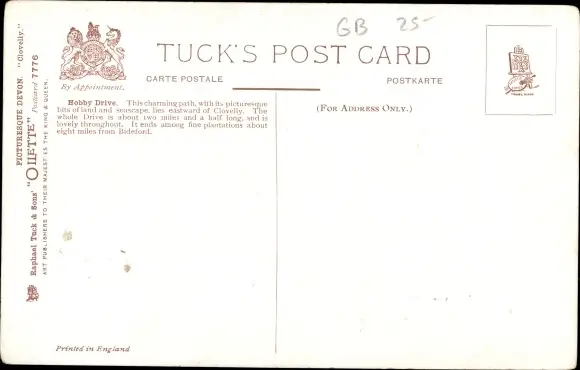 GB 25-
TUCK'S POST CARD
CARTE POSTALE
POSTKARTE
By Appointment.
(FOR ADDRESS ONLY.)
Hobby Drive. This charming path, with its picturesque
bits of land and seascape, lies eastward of Clovelly. The
whole Drive is about two miles and a half long, and is
lovely throughout. It ends among fine plantations about
eight miles from Bideford.
PICTURESQUE DEVON. "Clovelly."
Raphael Tuck & Sons' "OILETTE" Postcard 7776
ART PUBLISHERS TO THEIR MAJESTIES THE KING & QUEEN.
Printed in England